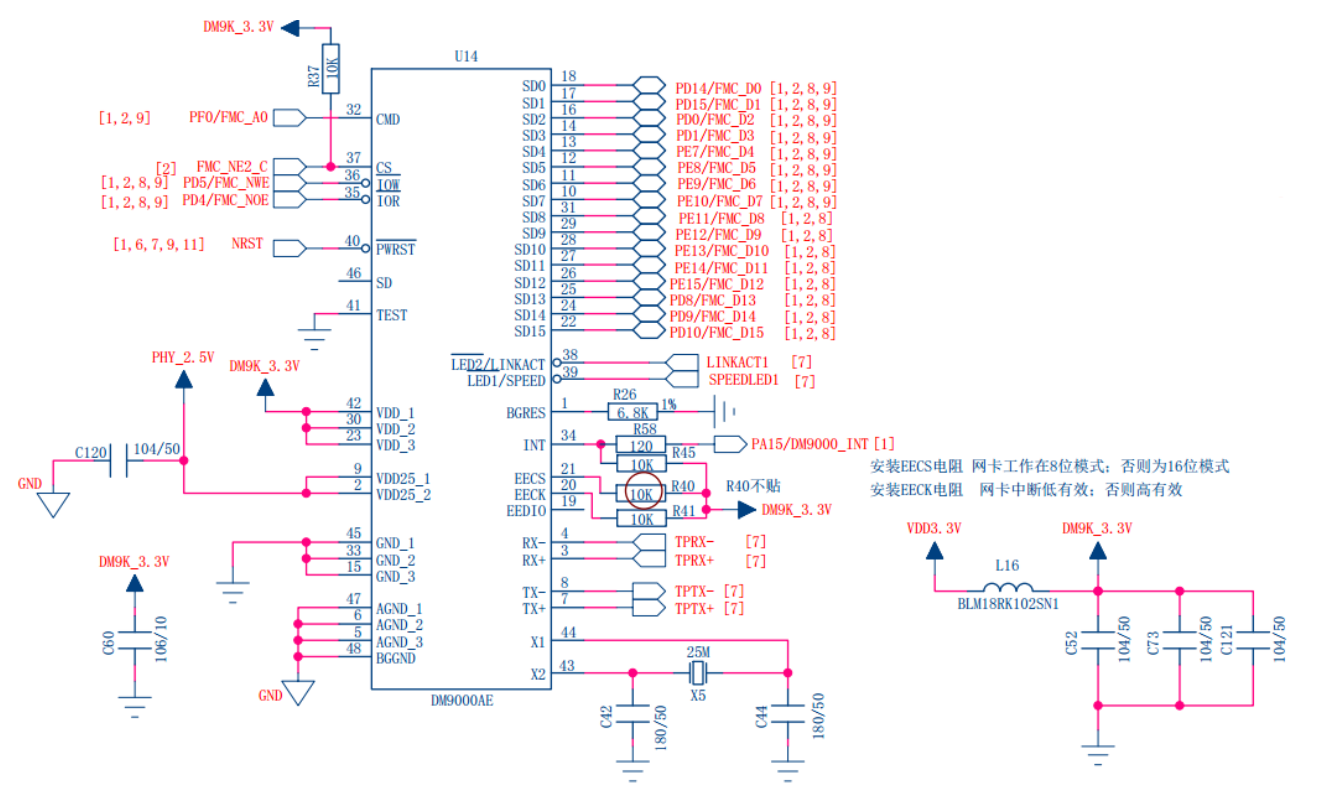 DM9K_3.3V
R37
10K
U14
[1,2,9] PF0/FMC_A0 32 CMD
[2] FMC_NE2_C 37 CS
[1,2,8,9] PD5/FMC_NWE 36 IOW
[1,2,8,9] PD4/FMC_NOE 35 IOR
[1,6,7,9,11] NRST 40 PWRST
46 SD
41 TEST
PHY_2.5V
DM9K_3.3V
42 VDD_1
30 VDD_2
23 VDD_3
C120 104/50
GND
9 VDD25_1
2 VDD25_2
45 GND_1
33 GND_2
15 GND_3
DM9K_3.3V
C60
106/10
47 AGND_1
6 AGND_2
5 AGND_3
48 BGGND
GND
DM9000AE
SD0 18 PD14/FMC_D0 [1,2,8,9]
SD1 17 PD15/FMC_D1 [1,2,8,9]
SD2 16 PD0/FMC_D2 [1,2,8,9]
SD3 14 PD1/FMC_D3 [1,2,8,9]
SD4 13 PE7/FMC_D4 [1,2,8,9]
SD5 12 PE8/FMC_D5 [1,2,8,9]
SD6 11 PE9/FMC_D6 [1,2,8,9]
SD7 10 PE10/FMC_D7 [1,2,8,9]
SD8 31 PE11/FMC_D8 [1,2,8]
SD9 29 PE12/FMC_D9 [1,2,8]
SD10 28 PE13/FMC_D10 [1,2,8]
SD11 27 PE14/FMC_D11 [1,2,8]
SD12 26 PE15/FMC_D12 [1,2,8]
SD13 25 PD8/FMC_D13 [1,2,8]
SD14 24 PD9/FMC_D14 [1,2,8]
SD15 22 PD10/FMC_D15 [1,2,8]
LED2/LINKACT 38 LINKACT1 [7]
LED1/SPEED 39 SPEEDLED1 [7]
BGRES 1 R26 6.8K 1%
INT 34 R58 120 PA15/DM9000_INT [1]
R45 10K
EECS 21 R40 10K R40不贴
EECK 20 R41 10K DM9K_3.3V
EEDIO 19
RX- 4 TPRX- [7]
RX+ 3 TPRX+ [7]
TX- 8 TPTX- [7]
TX+ 7 TPTX+ [7]
X1 44
X2 43
25M
X5
C42
180/50
C44
180/50
安装EECS电阻 网卡工作在8位模式; 否则为16位模式
安装EECK电阻 网卡中断低有效; 否则高有效
VDD3.3V
DM9K_3.3V
L16
BLM18RK102SN1
C52
104/50
C73
104/50
C121
104/50